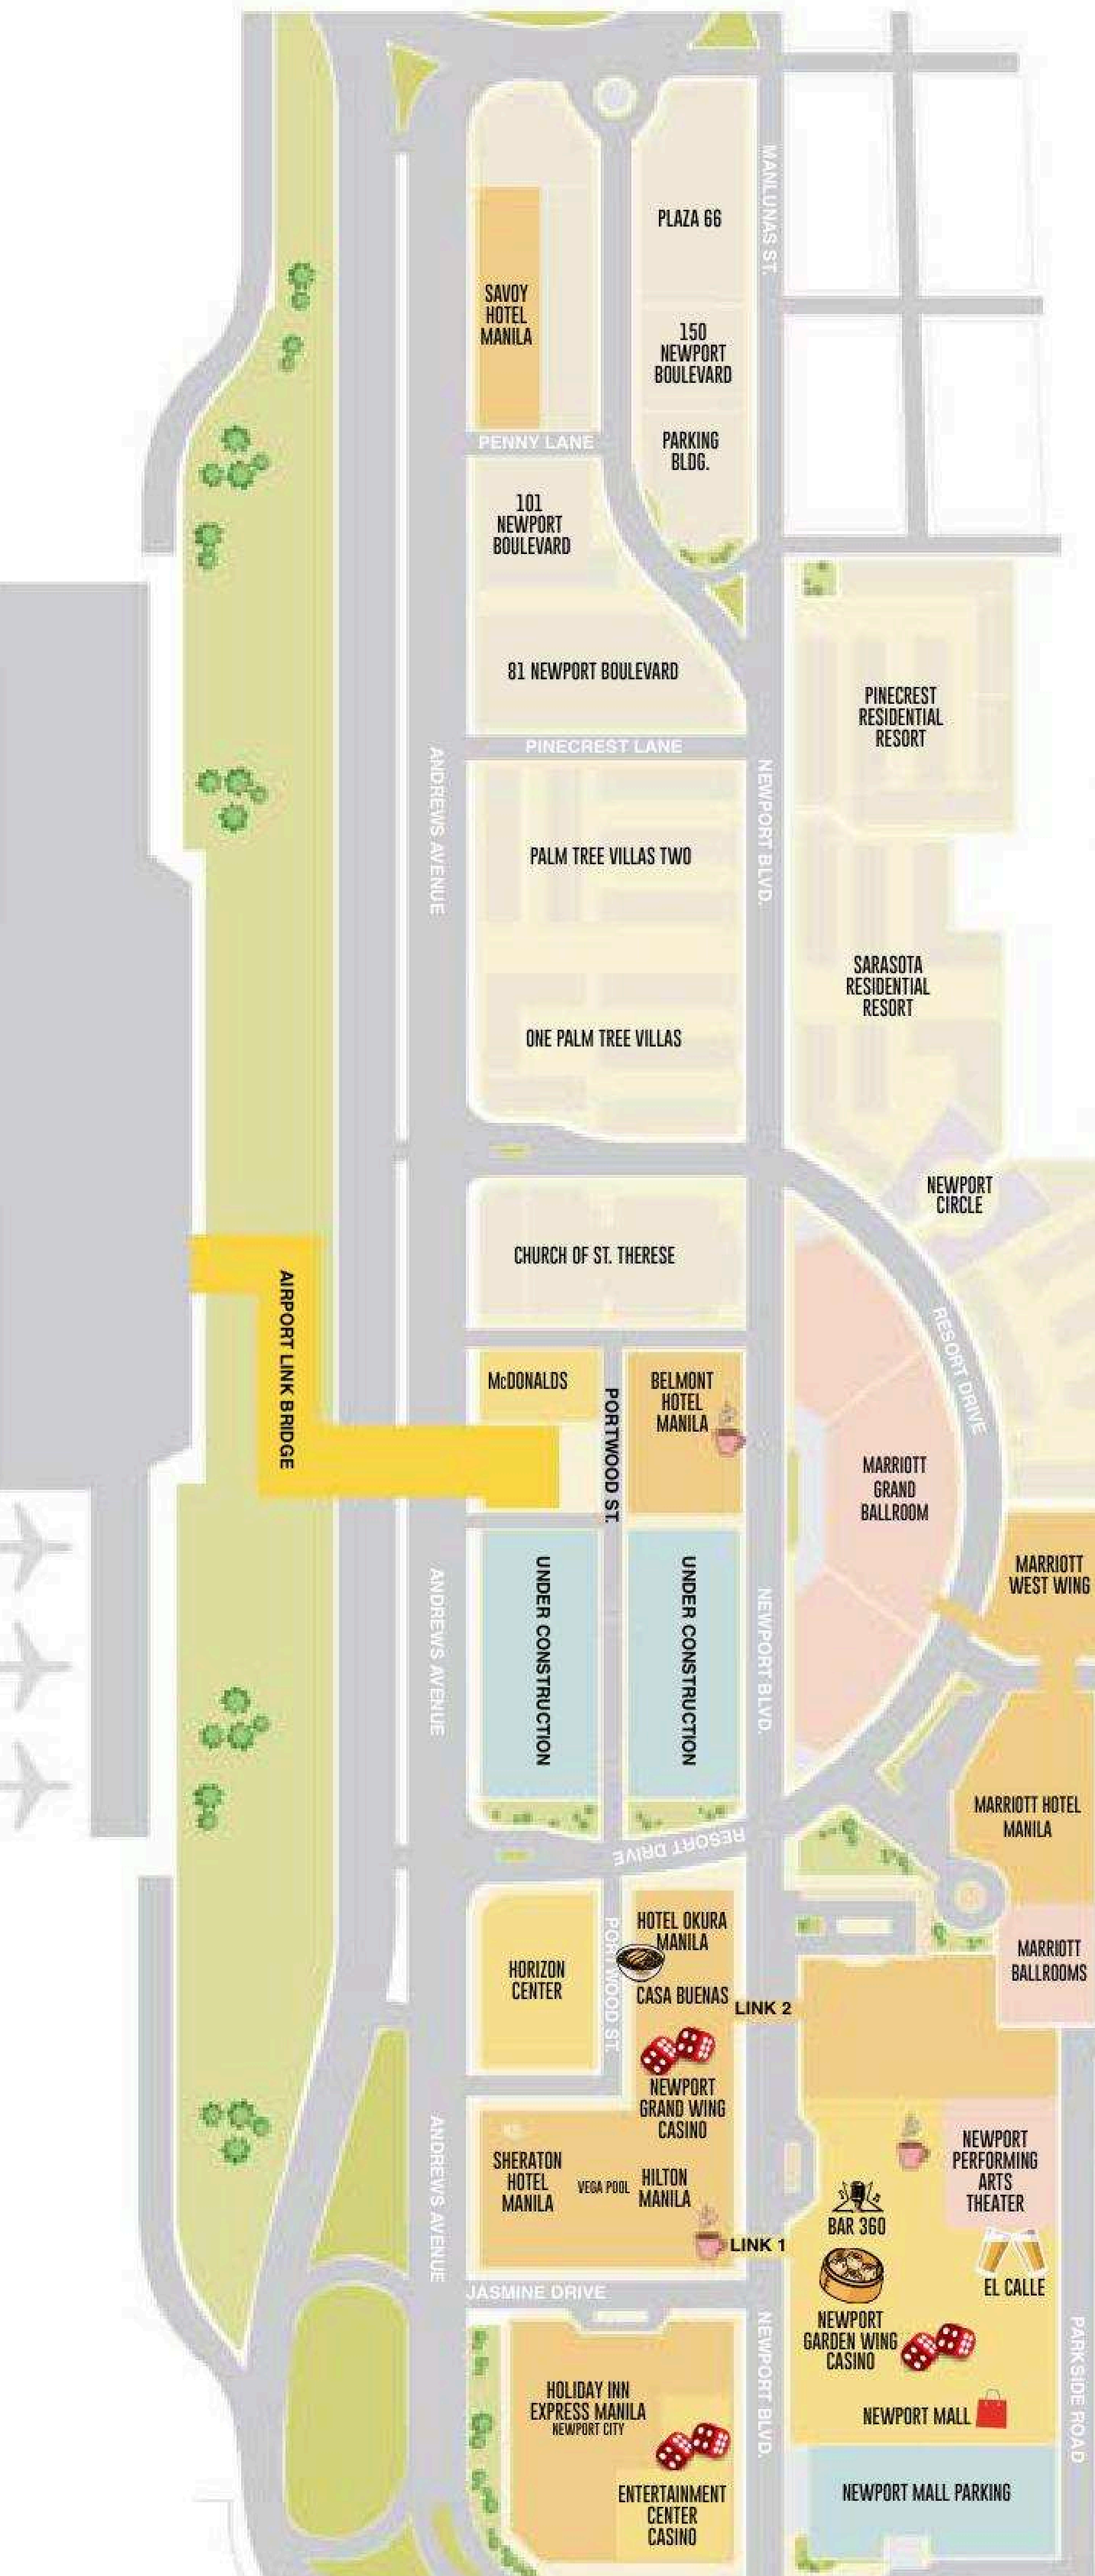 MANLUNAS ST.
PLAZA 66
SAVOY
HOTEL
MANILA
150
NEWPORT
BOULEVARD
PENNY LANE
PARKING
BLDG.
101
NEWPORT
BOULEVARD
81 NEWPORT BOULEVARD
PINECREST
RESIDENTIAL
RESORT
PINECREST LANE
ANDREWS AVENUE
NEWPORT BLVD.
PALM TREE VILLAS TWO
SARASOTA
RESIDENTIAL
RESORT
ONE PALM TREE VILLAS
NEWPORT
CIRCLE
CHURCH OF ST. THERESE
AIRPORT LINK BRIDGE
RESORT DRIVE
McDONALDS
PORTWOOD ST.
BELMONT
HOTEL
MANILA
MARRIOTT
GRAND
BALLROOM
MARRIOTT
WEST WING
ANDREWS AVENUE
UNDER CONSTRUCTION
UNDER CONSTRUCTION
NEWPORT BLVD.
MARRIOTT HOTEL
MANILA
RESORT DRIVE
HORIZON
CENTER
PORTWOOD ST.
HOTEL OKURA
MANILA
CASA BUENAS
LINK 2
MARRIOTT
BALLROOMS
NEWPORT
GRAND WING
CASINO
ANDREWS AVENUE
SHERATON
HOTEL
MANILA
VEGA POOL
HILTON
MANILA
LINK 1
NEWPORT
PERFORMING
ARTS
THEATER
BAR 360
EL CALLE
JASMINE DRIVE
NEWPORT BLVD.
NEWPORT
GARDEN WING
CASINO
PARKSIDE ROAD
HOLIDAY INN
EXPRESS MANILA
NEWPORT CITY
NEWPORT MALL
ENTERTAINMENT
CENTER
CASINO
NEWPORT MALL PARKING